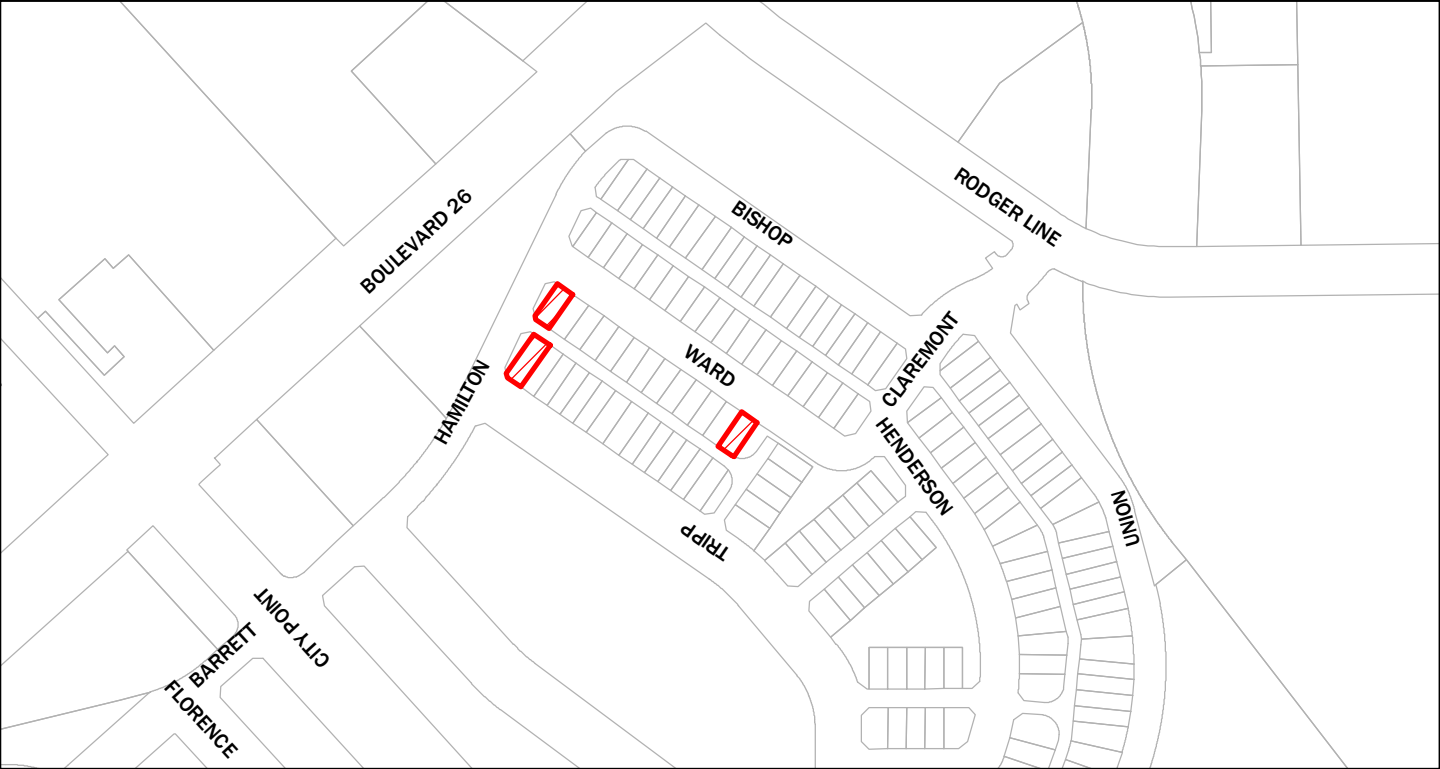 RODGER LINE
BOULEVARD 26
BISHOP
CLAREMONT
WARD
HAMILTON
HENDERSON
UNION
TRIPP
CITY POINT
BARRETT
FLORENCE